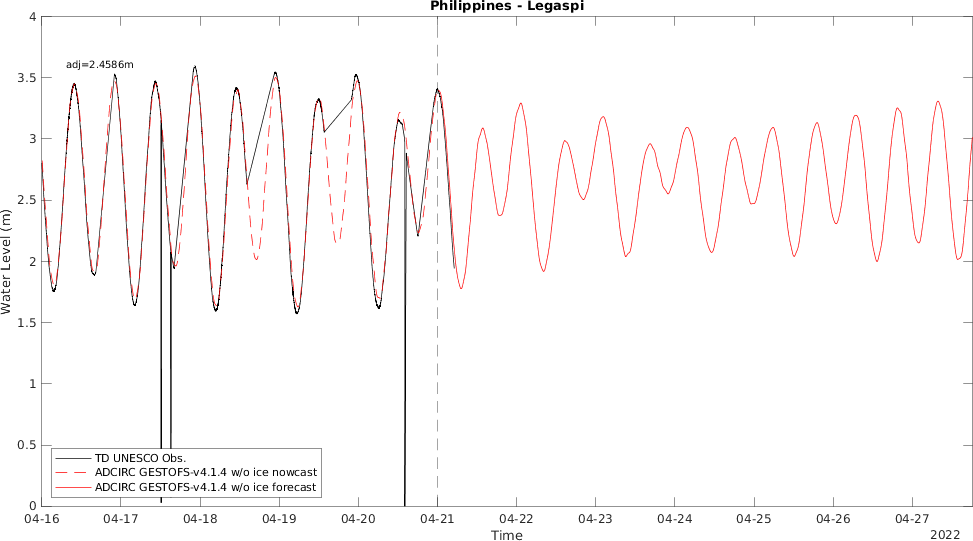 Philippines - Legaspi
4
adj=2.4586m
3.5
3
2.5
2
1.5
1
0.5
0
Water Level (m)
TD UNESCO Obs.
ADCIRC GESTOFS-v4.1.4 w/o ice nowcast
ADCIRC GESTOFS-v4.1.4 w/o ice forecast
04-16 04-17 04-18 04-19 04-20 04-21 04-22 04-23 04-24 04-25 04-26 04-27
Time
2022